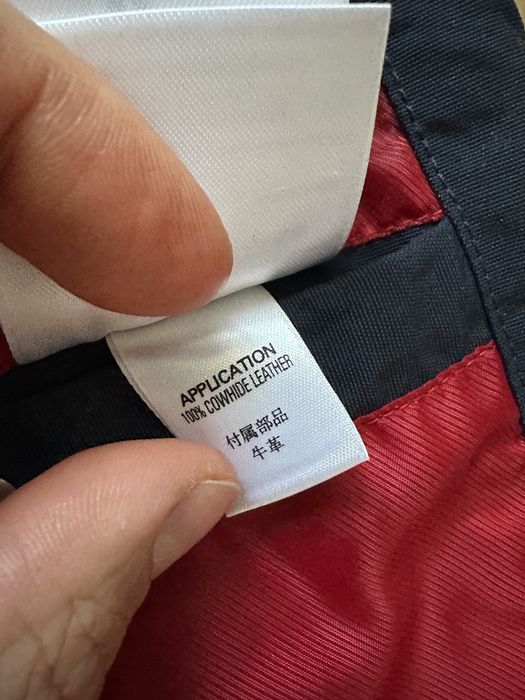 APPLICATION
100% COWHIDE LEATHER
付属部品
牛革